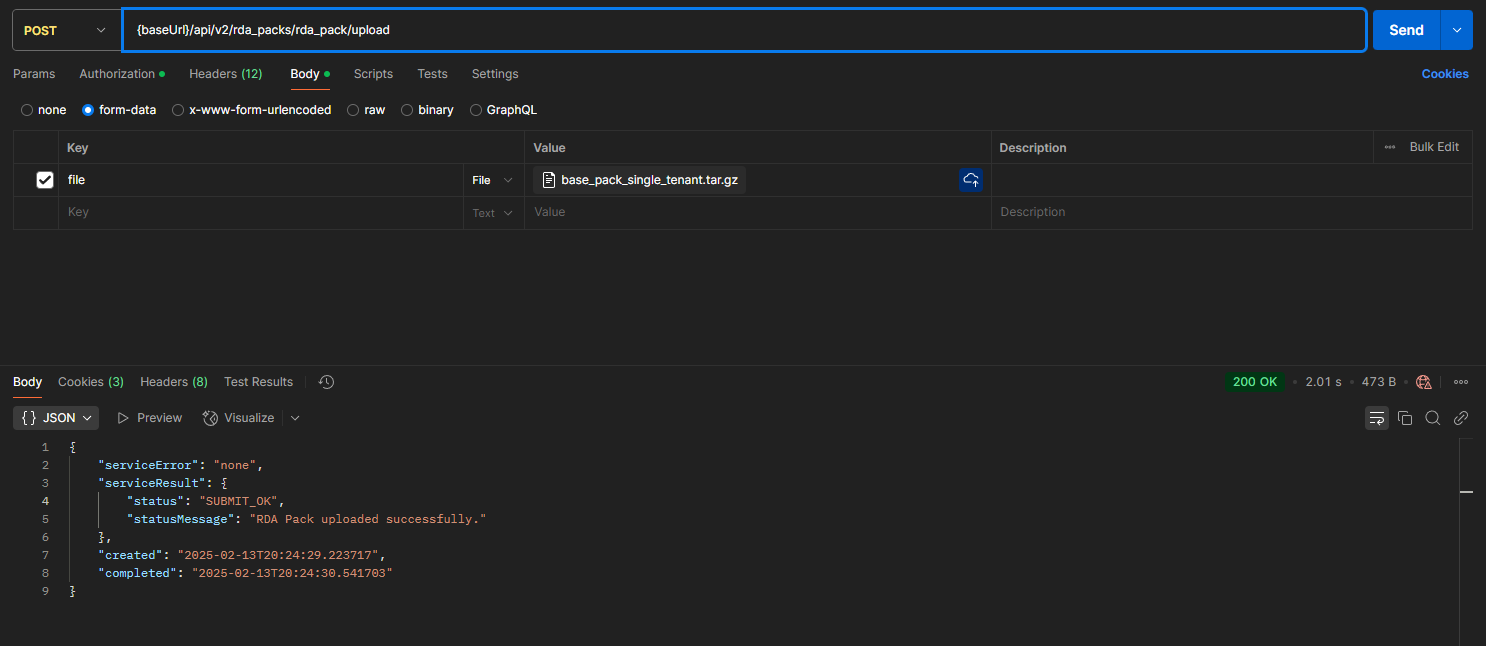 POST {baseUrl}/api/v2/rda_packs/rda_pack/upload Send
Params Authorization Headers (12) Body Scripts Tests Settings Cookies
none form-data x-www-form-urlencoded raw binary GraphQL
Key Value Description Bulk Edit
file File base_pack_single_tenant.tar.gz
Key Text Value Description
Body Cookies (3) Headers (8) Test Results 200 OK 2.01 s 473 B
{} JSON Preview Visualize
1 {
2 "serviceError": "none",
3 "serviceResult": {
4 "status": "SUBMIT_OK",
5 "statusMessage": "RDA Pack uploaded successfully."
6 },
7 "created": "2025-02-13T20:24:29.223717",
8 "completed": "2025-02-13T20:24:30.541703"
9 }